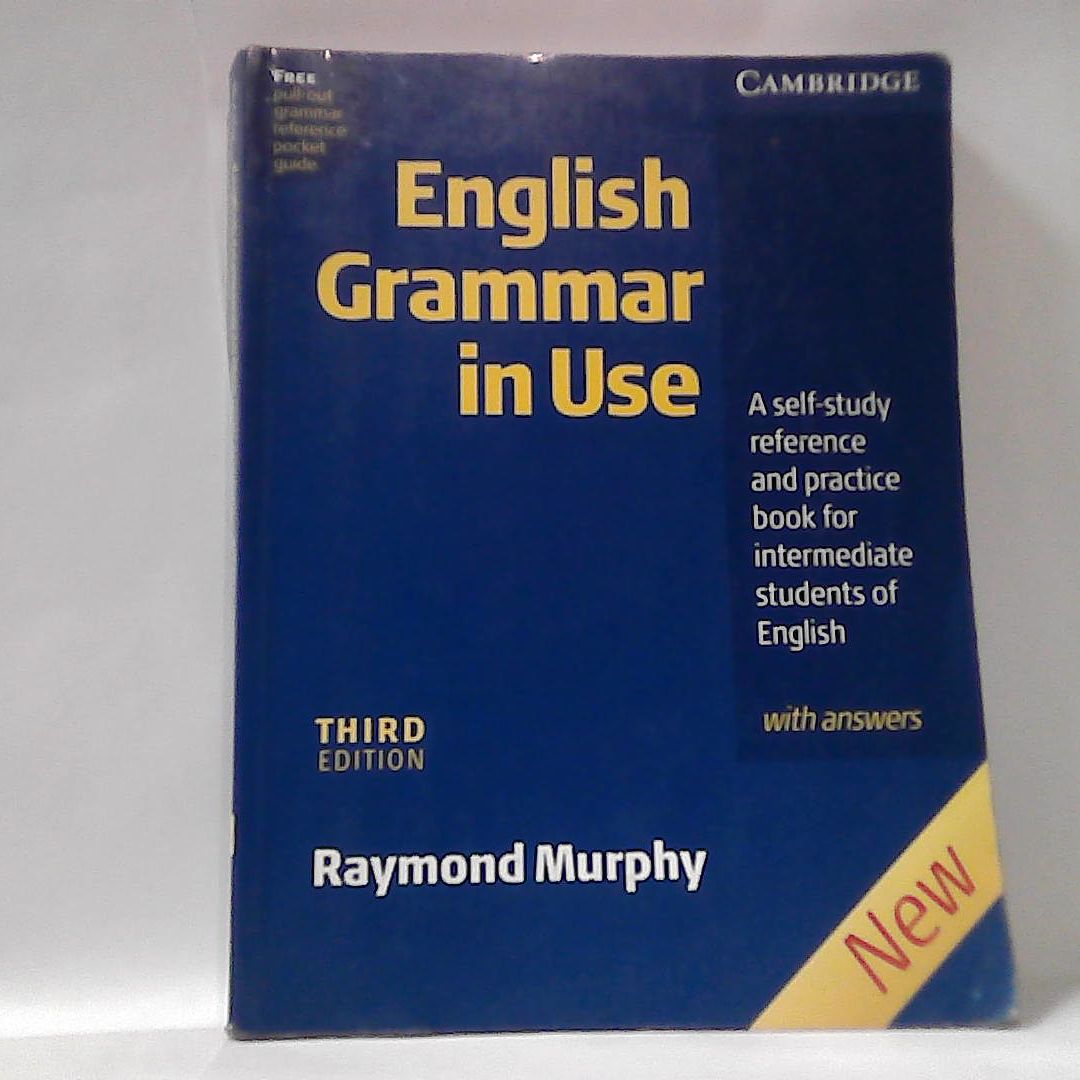 FREE
pull-out
grammar
reference
pocket
guide
CAMBRIDGE
English
Grammar
in Use
A self-study
reference
and practice
book for
intermediate
students of
English
with answers
THIRD
EDITION
Raymond Murphy
New